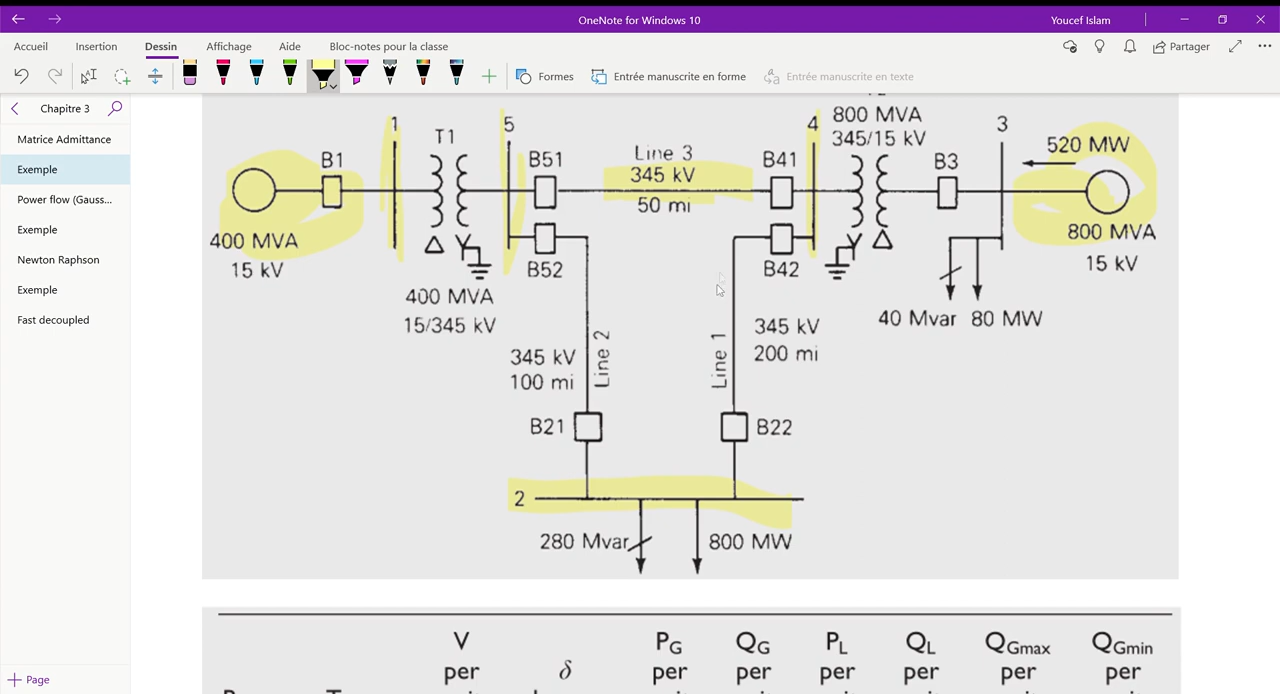 OneNote for Windows 10
Youcef Islam
Accueil
Insertion
Dessin
Affichage
Aide
Bloc-notes pour la classe
Partager
Formes
Entrée manuscrite en forme
Entrée manuscrite en texte
Chapitre 3
Matrice Admittance
Exemple
Power flow (Gauss...
Exemple
Newton Raphson
Exemple
Fast decoupled
Page
1
T1
5
4
800 MVA
345/15 kV
3
B1
B51
Line 3
345 kV
50 mi
B41
B3
520 MW
400 MVA
15 kV
800 MVA
15 kV
B52
B42
400 MVA
15/345 kV
40 Mvar
80 MW
345 kV
100 mi
Line 2
Line 1
345 kV
200 mi
B21
B22
2
280 Mvar
800 MW
V
per
δ
PG
per
QG
per
PL
per
QL
per
QGmax
per
QGmin
per